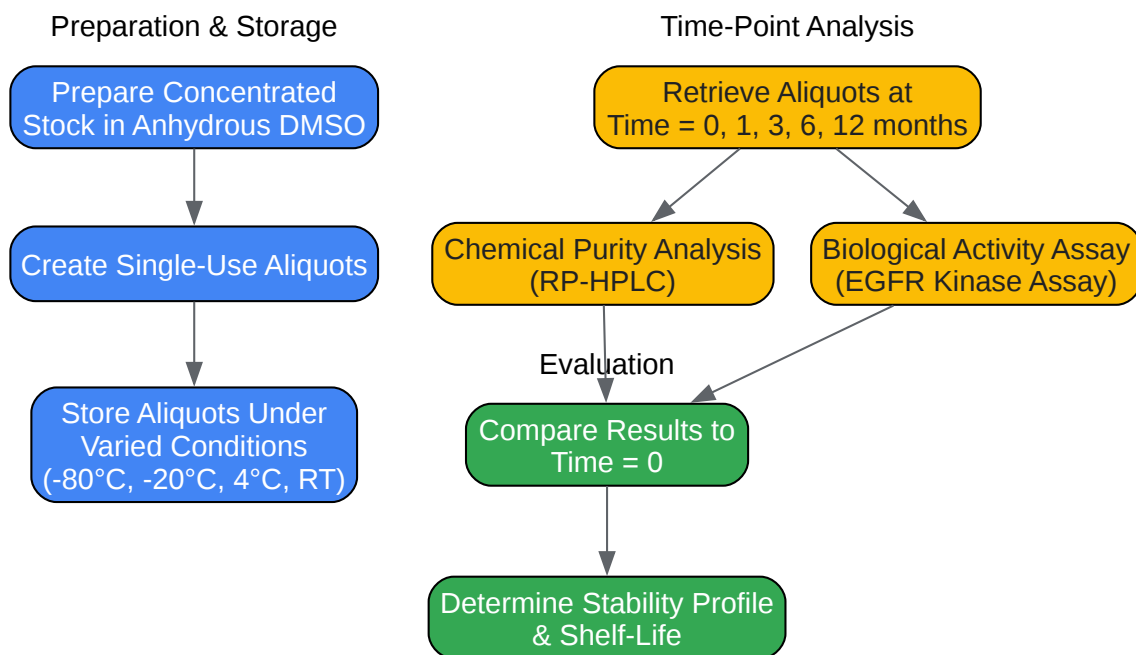 Preparation & Storage
Prepare Concentrated
Stock in Anhydrous DMSO
Create Single-Use Aliquots
Store Aliquots Under
Varied Conditions
(-80°C, -20°C, 4°C, RT)
Time-Point Analysis
Retrieve Aliquots at
Time = 0, 1, 3, 6, 12 months
Chemical Purity Analysis
(RP-HPLC)
Biological Activity Assay
(EGFR Kinase Assay)
Evaluation
Compare Results to
Time = 0
Determine Stability Profile
& Shelf-Life